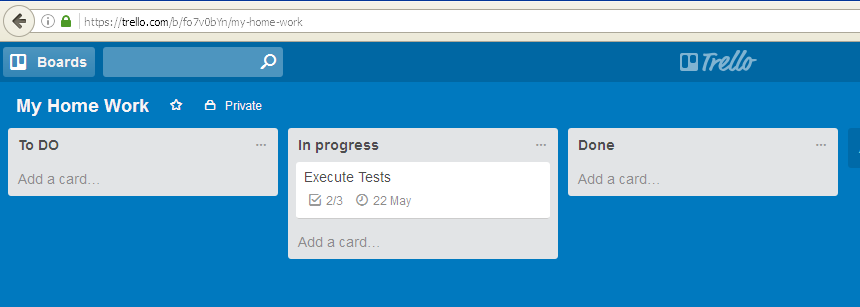 https://trello.com/b/fo7v0bYn/my-home-work
Boards
Trello
My Home Work
Private
To DO
...
Add a card...
In progress
...
Execute Tests
2/3
22 May
Add a card...
Done
...
Add a card...